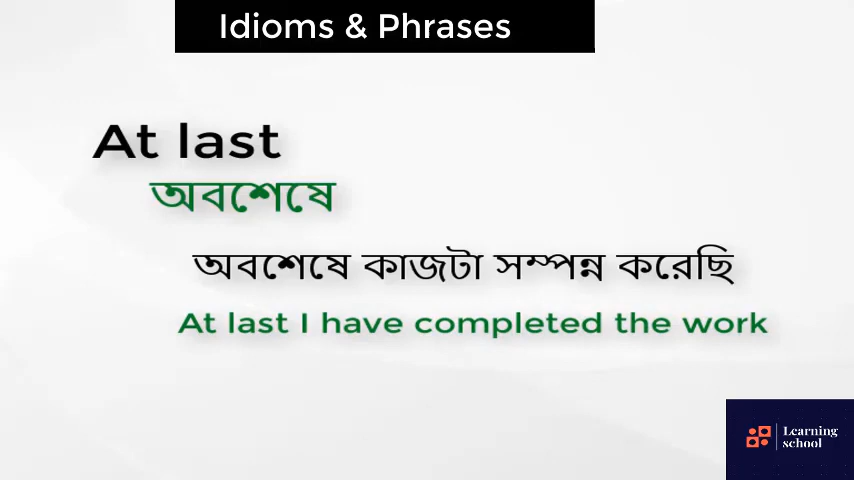 Idioms & Phrases
At last
অবশেষে
অবশেষে কাজটা সম্পন্ন করেছি
At last I have completed the work
Learning
school